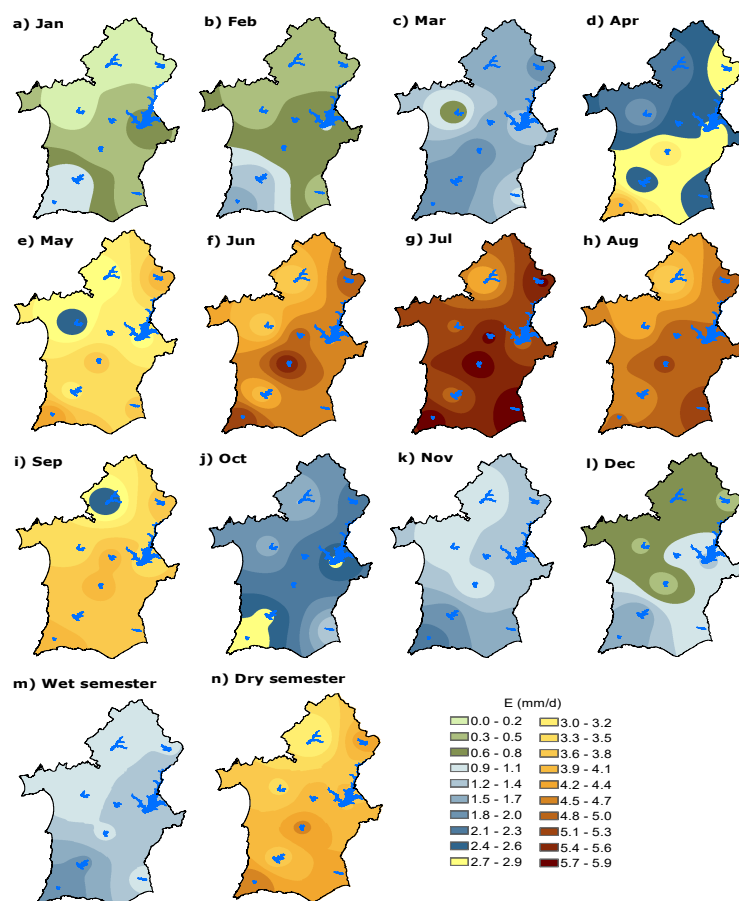 a) Jan
b) Feb
c) Mar
d) Apr
e) May
f) Jun
g) Jul
h) Aug
i) Sep
j) Oct
k) Nov
l) Dec
m) Wet semester
n) Dry semester
E (mm/d)
0.0 - 0.2
0.3 - 0.5
0.6 - 0.8
0.9 - 1.1
1.2 - 1.4
1.5 - 1.7
1.8 - 2.0
2.1 - 2.3
2.4 - 2.6
2.7 - 2.9
3.0 - 3.2
3.3 - 3.5
3.6 - 3.8
3.9 - 4.1
4.2 - 4.4
4.5 - 4.7
4.8 - 5.0
5.1 - 5.3
5.4 - 5.6
5.7 - 5.9